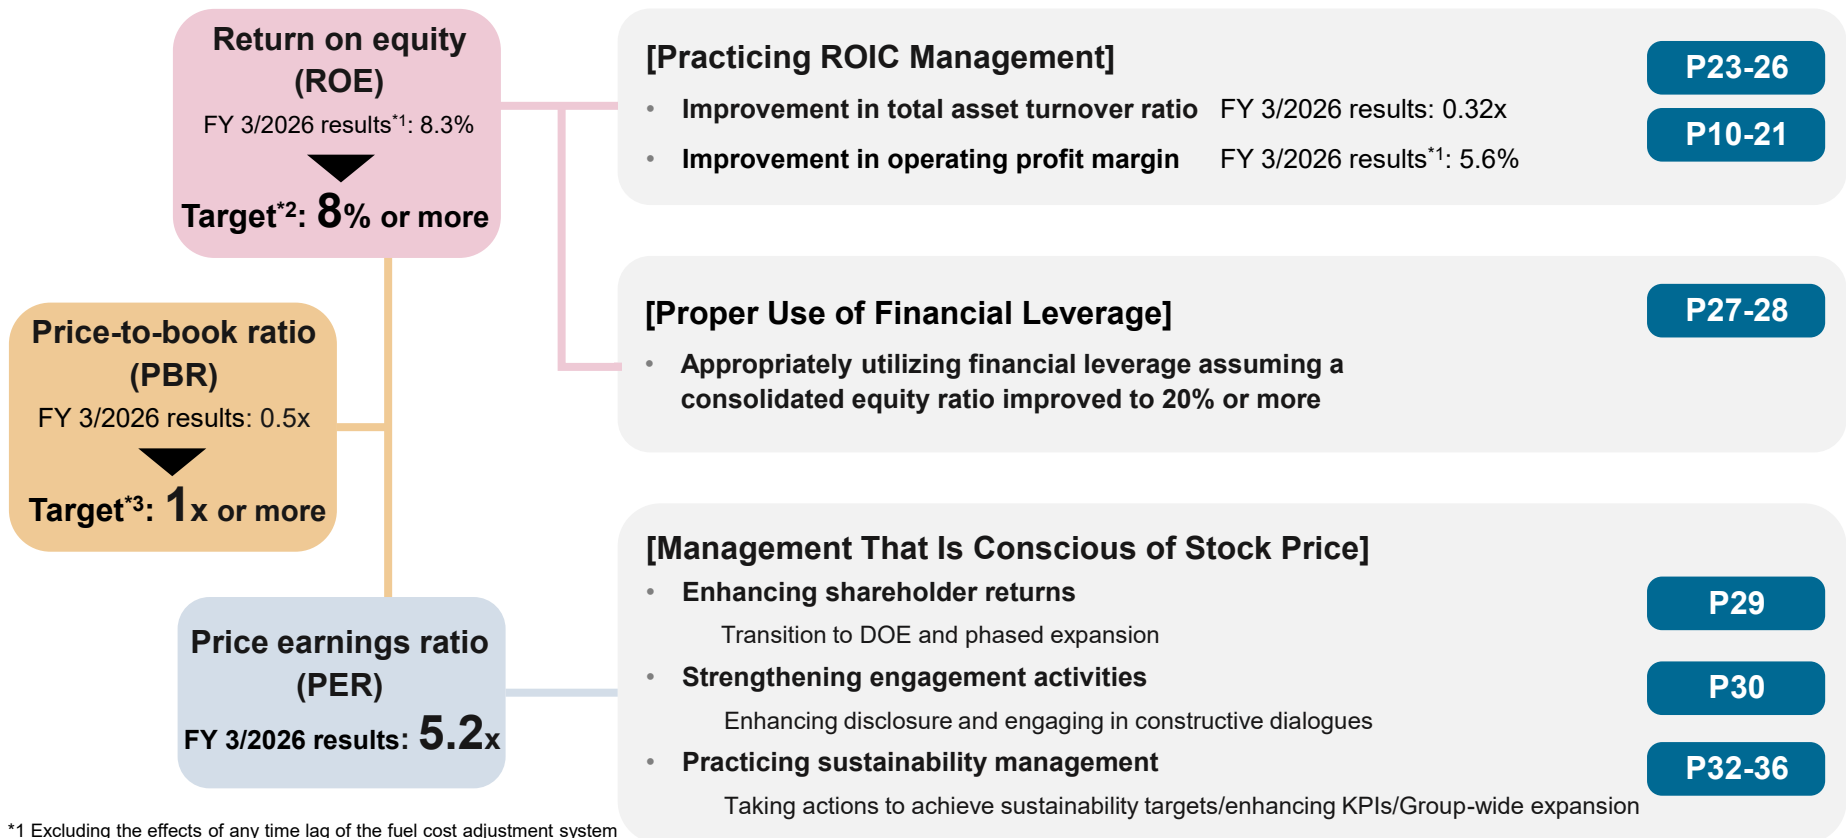 Return on equity
(ROE)
FY 3/2026 results*1: 8.3%
Target*2: 8% or more
Price-to-book ratio
(PBR)
FY 3/2026 results: 0.5x
Target*3: 1x or more
Price earnings ratio
(PER)
FY 3/2026 results: 5.2x
[Practicing ROIC Management]
• Improvement in total asset turnover ratio FY 3/2026 results: 0.32x
• Improvement in operating profit margin FY 3/2026 results*1: 5.6%
P23-26
P10-21
[Proper Use of Financial Leverage]
• Appropriately utilizing financial leverage assuming a
consolidated equity ratio improved to 20% or more
P27-28
[Management That Is Conscious of Stock Price]
• Enhancing shareholder returns
Transition to DOE and phased expansion
P29
• Strengthening engagement activities
Enhancing disclosure and engaging in constructive dialogues
P30
• Practicing sustainability management
Taking actions to achieve sustainability targets/enhancing KPIs/Group-wide expansion
P32-36
*1 Excluding the effects of any time lag of the fuel cost adjustment system